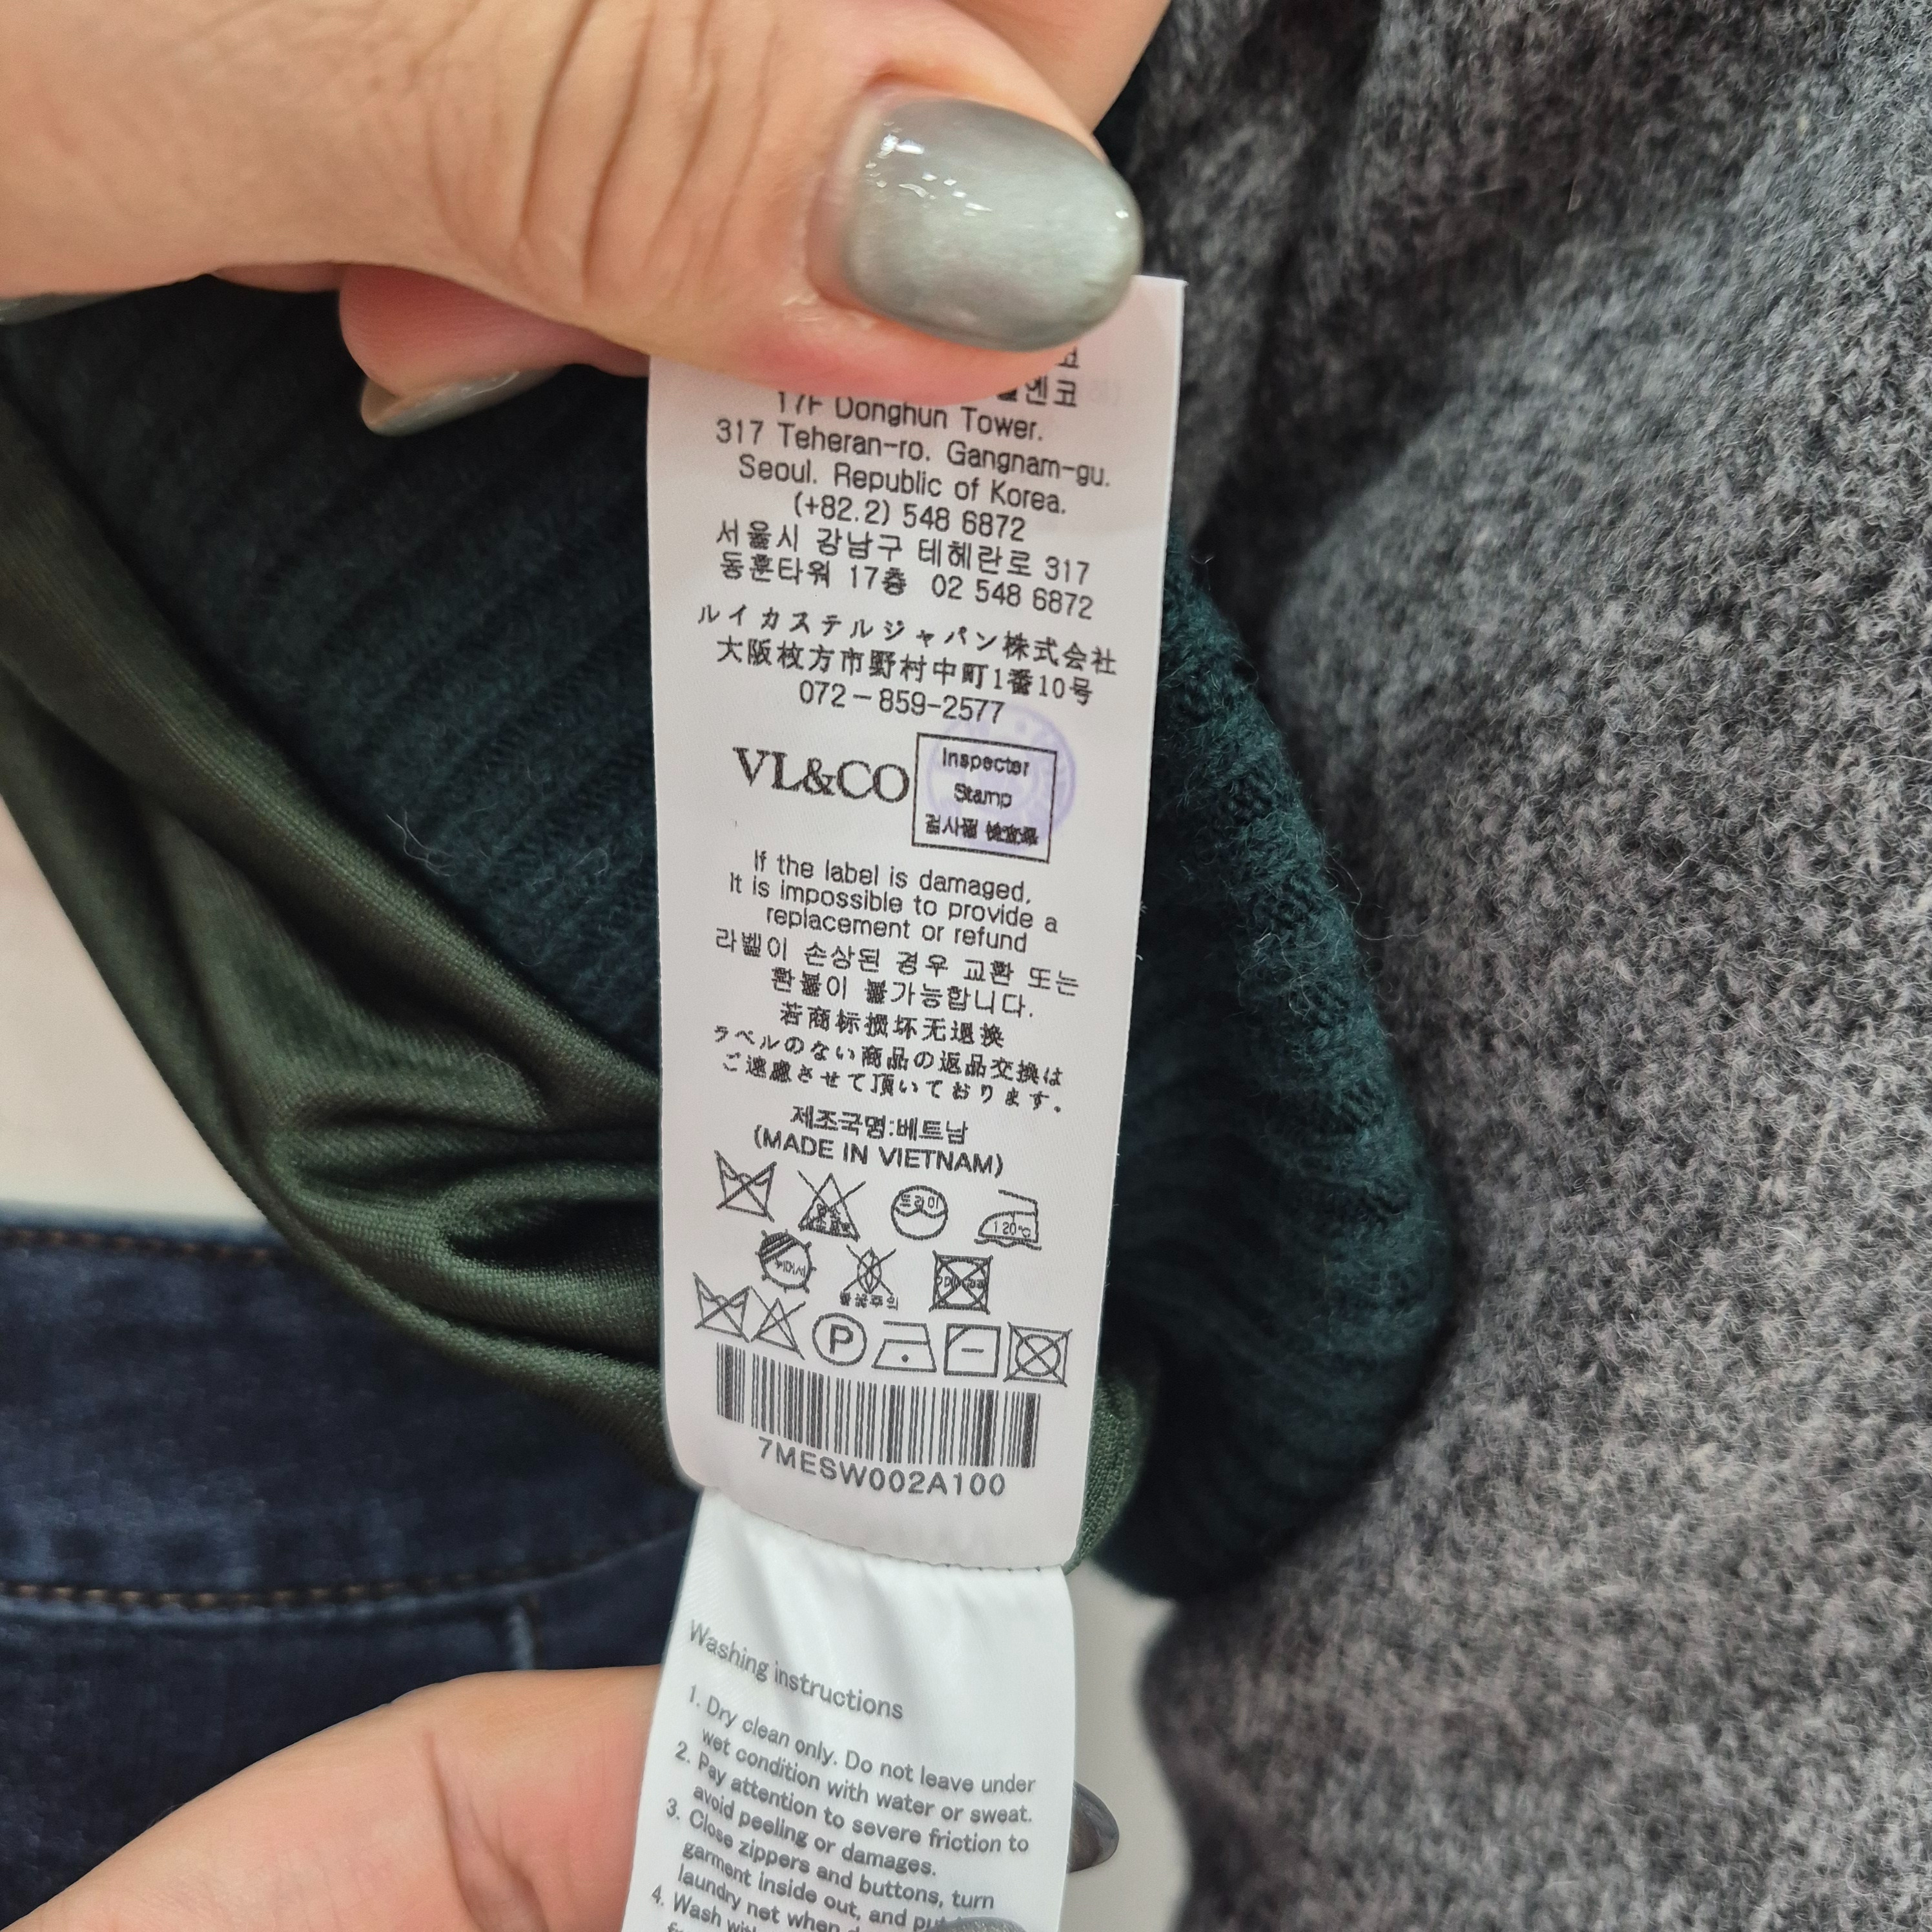 엔코
17F Donghun Tower.
317 Teheran-ro. Gangnam-gu.
Seoul. Republic of Korea.
(+82.2) 548 6872
서울시 강남구 테헤란로 317
동훈타워 17층 02 548 6872
ルイカステルジャパン株式会社
大阪枚方市野村中町1番10号
072-859-2577
VL&CO
Inspecter
Stamp
검사필
If the label is damaged,
It is impossible to provide a
replacement or refund
라벨이 손상된 경우 교환 또는
환불이 불가능합니다.
若商标损坏无退换
ラベルのない商品の返品交換は
ご遠慮させて頂いております。
제조국명:베트남
(MADE IN VIETNAM)
드라이
120℃
P
7MESW002A100
Washing instructions
1. Dry clean only. Do not leave under
wet condition with water or sweat.
2. Pay attention to severe friction to
avoid peeling or damages.
3. Close zippers and buttons, turn
garment inside out, and put
laundry net when
4. Wash